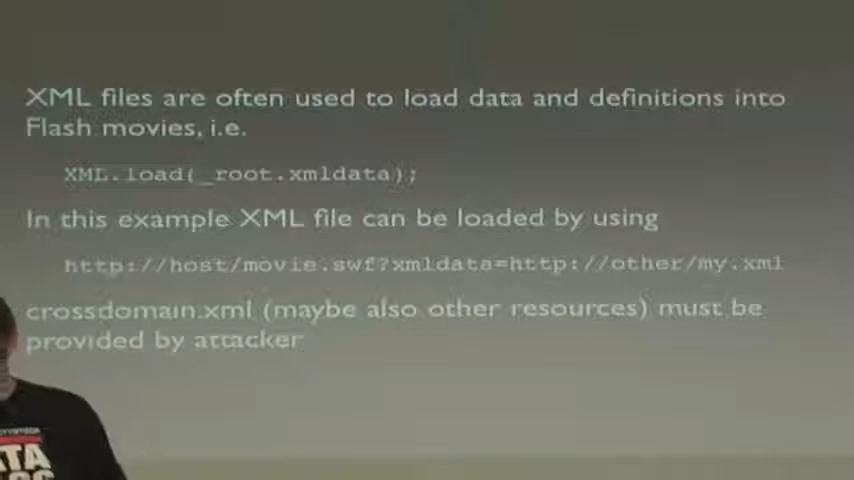 XML files are often used to load data and definitions into
Flash movies, i.e.
XML.load(_root.xmldata);
In this example XML file can be loaded by using
http://host/movie.swf?xmldata=http://other/my.xml
crossdomain.xml (maybe also other resources) must be
provided by attacker
ATA